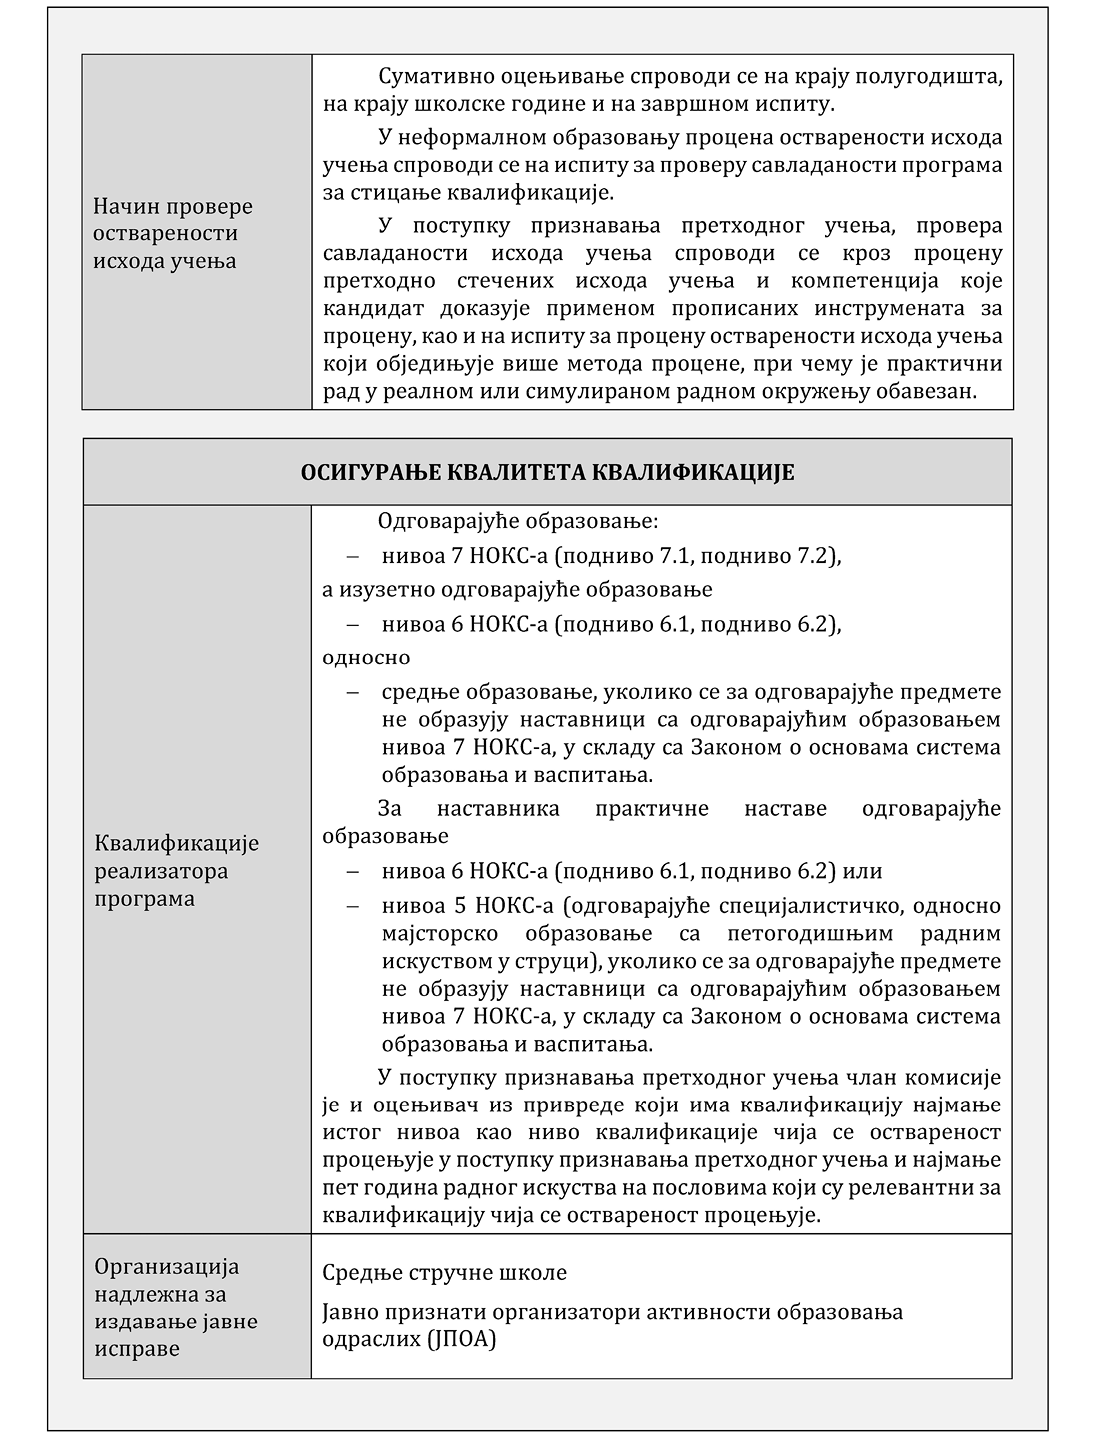 Начин провере
остварености
исхода учења
Сумативно оцењивање спроводи се на крају полугодишта,
на крају школске године и на завршном испиту.
У неформалном образовању процена остварености исхода
учења спроводи се на испиту за проверу савладаности програма
за стицање квалификације.
У поступку признавања претходног учења, провера
савладаности исхода учења спроводи се кроз процену
претходно стечених исхода учења и компетенција које
кандидат доказује применом прописаних инструмената за
процену, као и на испиту за процену остварености исхода учења
који обједињује више метода процене, при чему је практични
рад у реалном или симулираном радном окружењу обавезан.
ОСИГУРАЊЕ КВАЛИТЕТА КВАЛИФИКАЦИЈЕ
Квалификације
реализатора
програма
Одговарајуће образовање:
– нивоа 7 НОКС-а (подниво 7.1, подниво 7.2),
а изузетно одговарајуће образовање
– нивоа 6 НОКС-а (подниво 6.1, подниво 6.2),
односно
– средње образовање, уколико се за одговарајуће предмете
не образују наставници са одговарајућим образовањем
нивоа 7 НОКС-а, у складу са Законом о основама система
образовања и васпитања.
За наставника практичне наставе одговарајуће
образовање
– нивоа 6 НОКС-а (подниво 6.1, подниво 6.2) или
– нивоа 5 НОКС-а (одговарајуће специјалистичко, односно
мајсторско образовање са петогодишњим радним
искуством у струци), уколико се за одговарајуће предмете
не образују наставници са одговарајућим образовањем
нивоа 7 НОКС-а, у складу са Законом о основама система
образовања и васпитања.
У поступку признавања претходног учења члан комисије
је и оцењивач из привреде који има квалификацију најмање
истог нивоа као ниво квалификације чија се оствареност
процењује у поступку признавања претходног учења и најмање
пет година радног искуства на пословима који су релевантни за
квалификацију чија се оствареност процењује.
Организација
надлежна за
издавање јавне
исправе
Средње стручне школе
Јавно признати организатори активности образовања
одраслих (ЈПОА)